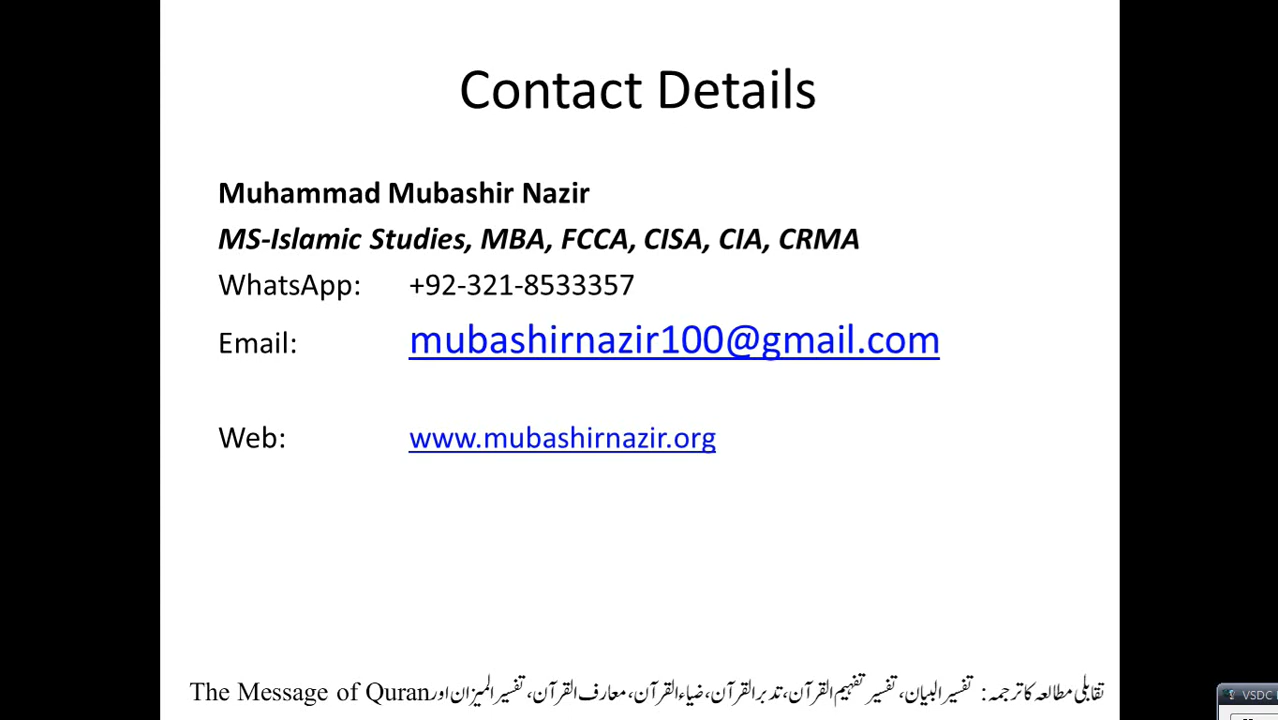 Contact Details
Muhammad Mubashir Nazir
MS-Islamic Studies, MBA, FCCA, CISA, CIA, CRMA
WhatsApp: +92-321-8533357
Email: mubashirnazir100@gmail.com
Web: www.mubashirnazir.org
تقابلی مطالعہ کا ترجمہ: تفسیر البیان، تفسیر تفہیم القرآن، تدبر القرآن، ضیاء القرآن، معارف القرآن، تفسیر المیزان اور The Message of Quran
VSDC